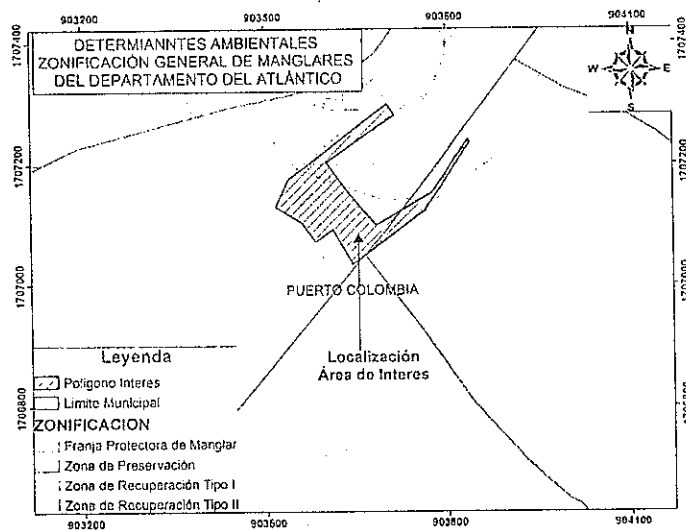 903200 903500 903800 904100
DETERMIANNTES AMBIENTALES
ZONIFICACIÓN GENERAL DE MANGLARES
DEL DEPARTAMENTO DEL ATLÁNTICO
N
W E
S
1707400 1707400
1707200 1707200
1707000 1707000
1706800 1706800
PUERTO COLOMBIA
Localización
Área de Interes
Leyenda
Poligono Interes
Limite Municipal
ZONIFICACION
Franja Protectora de Manglar
Zona de Preservación
Zona de Recuperación Tipo I
Zona de Recuperación Tipo II
903200 903500 903800 904100